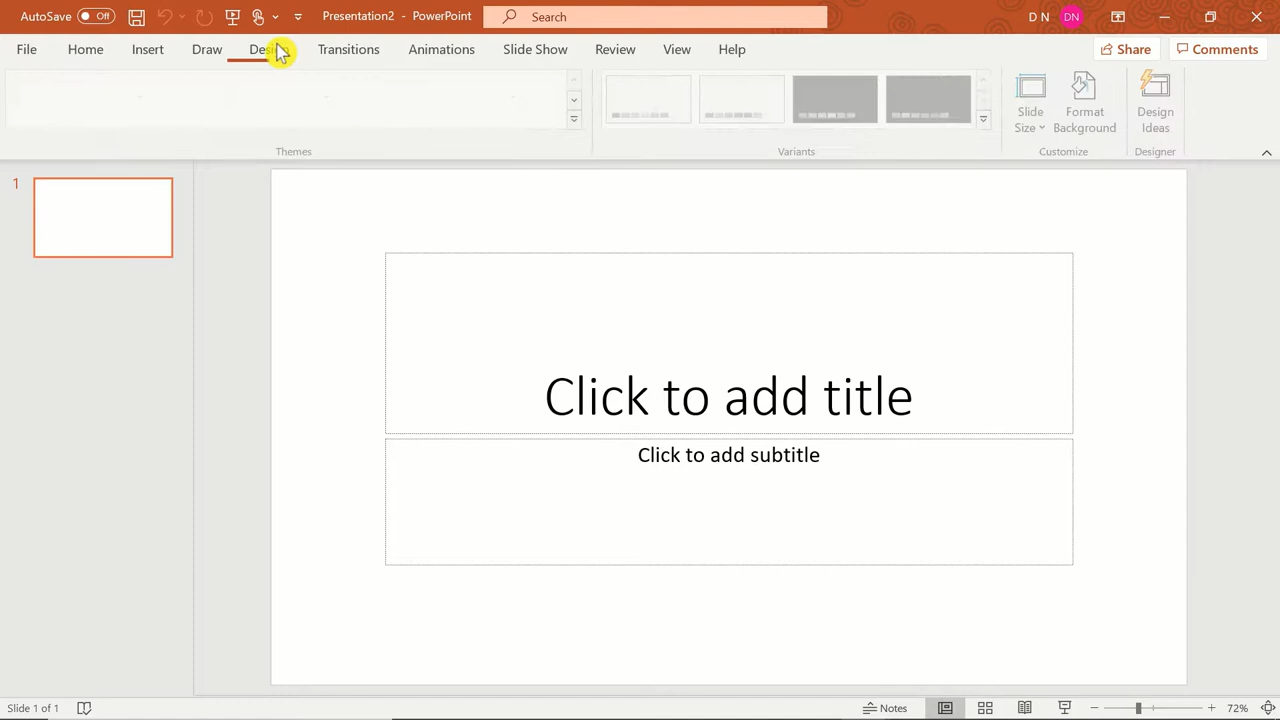 AutoSave Off Presentation2 - PowerPoint Search D N DN
File Home Insert Draw Design Transitions Animations Slide Show Review View Help Share Comments
Slide Size Format Background Design Ideas
Themes Variants Customize Designer
1
Click to add title
Click to add subtitle
Slide 1 of 1 Notes 72%